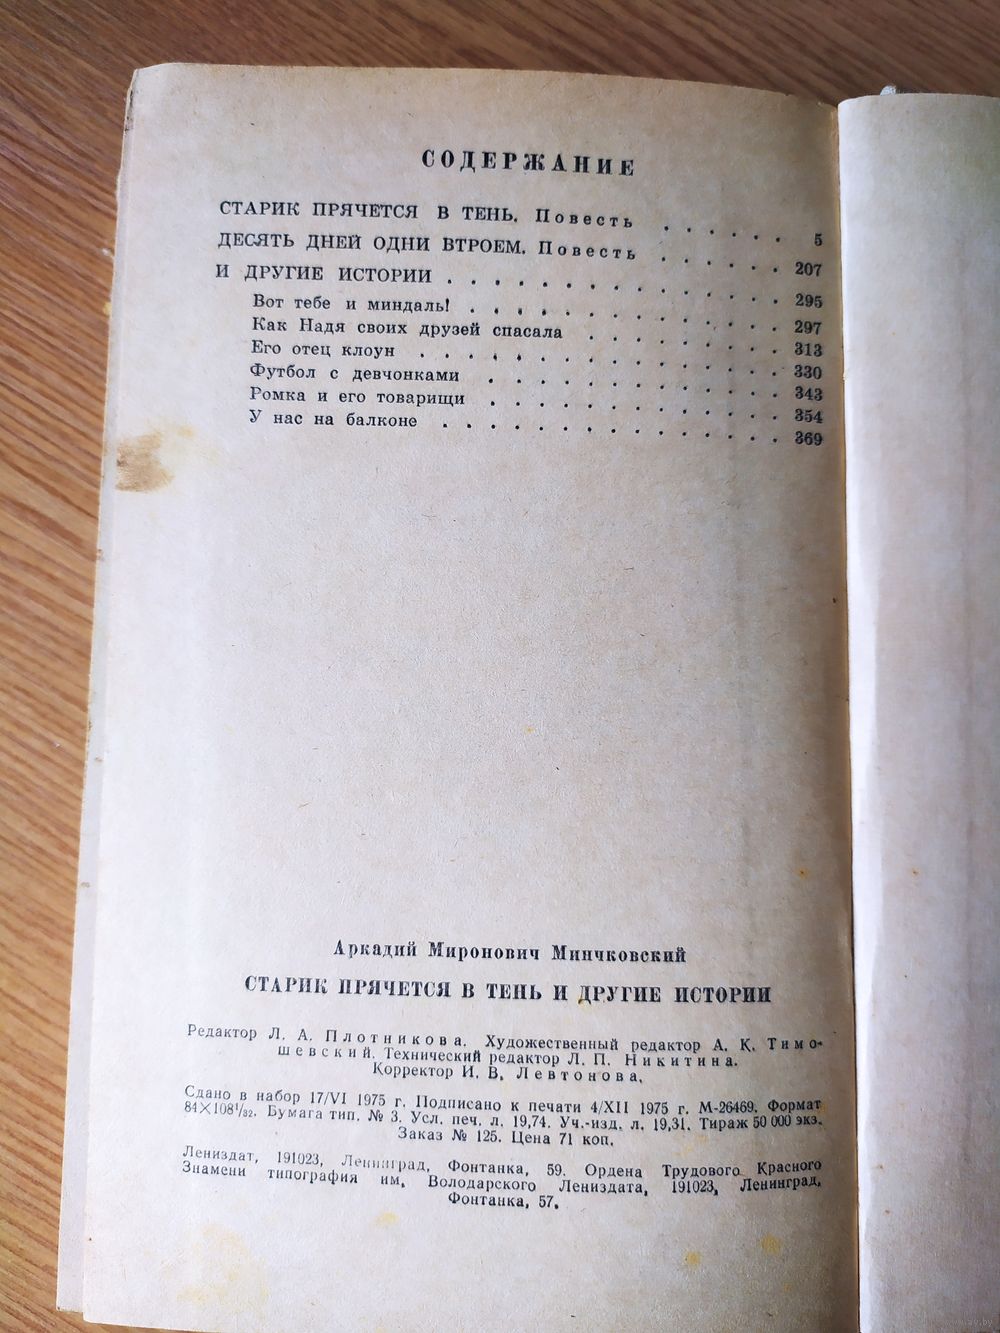 СОДЕРЖАНИЕ
СТАРИК ПРЯЧЕТСЯ В ТЕНЬ. Повесть . . . . . . 5
ДЕСЯТЬ ДНЕЙ ОДНИ ВТРОЕМ. Повесть . . . . . . 207
И ДРУГИЕ ИСТОРИИ . . . . . . . . . . . . . . 295
Вот тебе и миндаль! . . . . . . . . . . . . . 297
Как Надя своих друзей спасала . . . . . . . . 313
Его отец клоун . . . . . . . . . . . . . . . 330
Футбол с девчонками . . . . . . . . . . . . 343
Ромка и его товарищи . . . . . . . . . . . . 354
У нас на балконе . . . . . . . . . . . . . . 369
Аркадий Миронович Минчковский
СТАРИК ПРЯЧЕТСЯ В ТЕНЬ И ДРУГИЕ ИСТОРИИ
Редактор Л. А. Плотникова. Художественный редактор А. К. Тимо-
шевский. Технический редактор Л. П. Никитина.
Корректор И. В. Левтонова.
Сдано в набор 17/VI 1975 г. Подписано к печати 4/XII 1975 г. М-26469. Формат
84×108¹/₃₂. Бумага тип. № 3. Усл. печ. л. 19,74. Уч.-изд. л. 19,31. Тираж 50 000 экз.
Заказ № 125. Цена 71 коп.
Лениздат, 191023, Ленинград, Фонтанка, 59. Ордена Трудового Красного
Знамени типография им. Володарского Лениздата, 191023, Ленинград,
Фонтанка, 57.